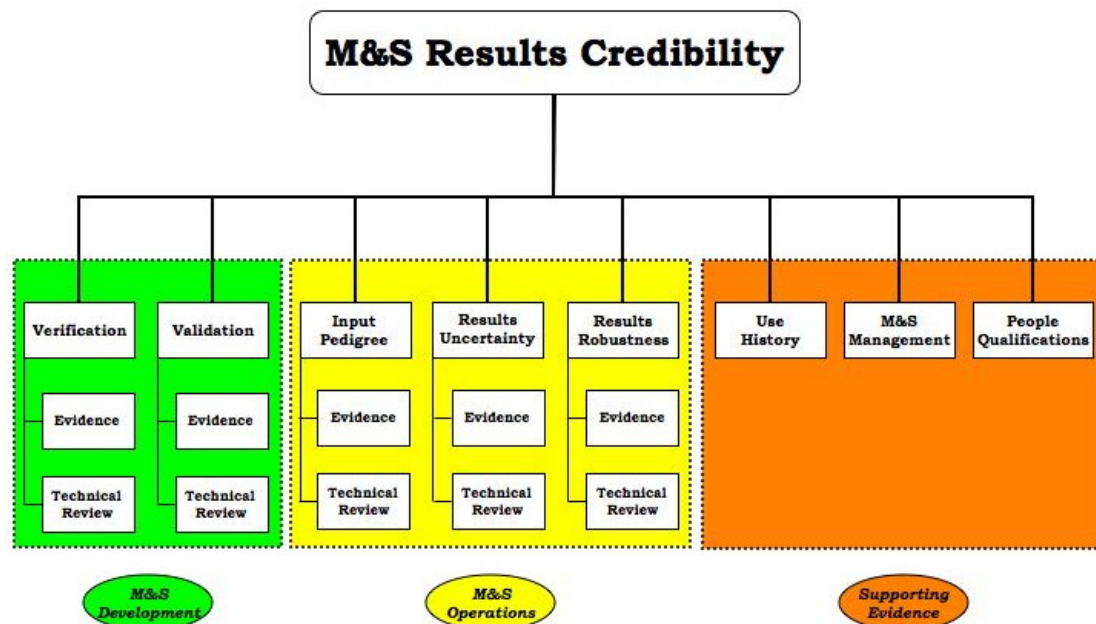 M&S Results Credibility
Verification
Validation
Input
Pedigree
Results
Uncertainty
Results
Robustness
Use
History
M&S
Management
People
Qualifications
Evidence
Evidence
Evidence
Evidence
Evidence
Technical
Review
Technical
Review
Technical
Review
Technical
Review
Technical
Review
M&S
Development
M&S
Operations
Supporting
Evidence